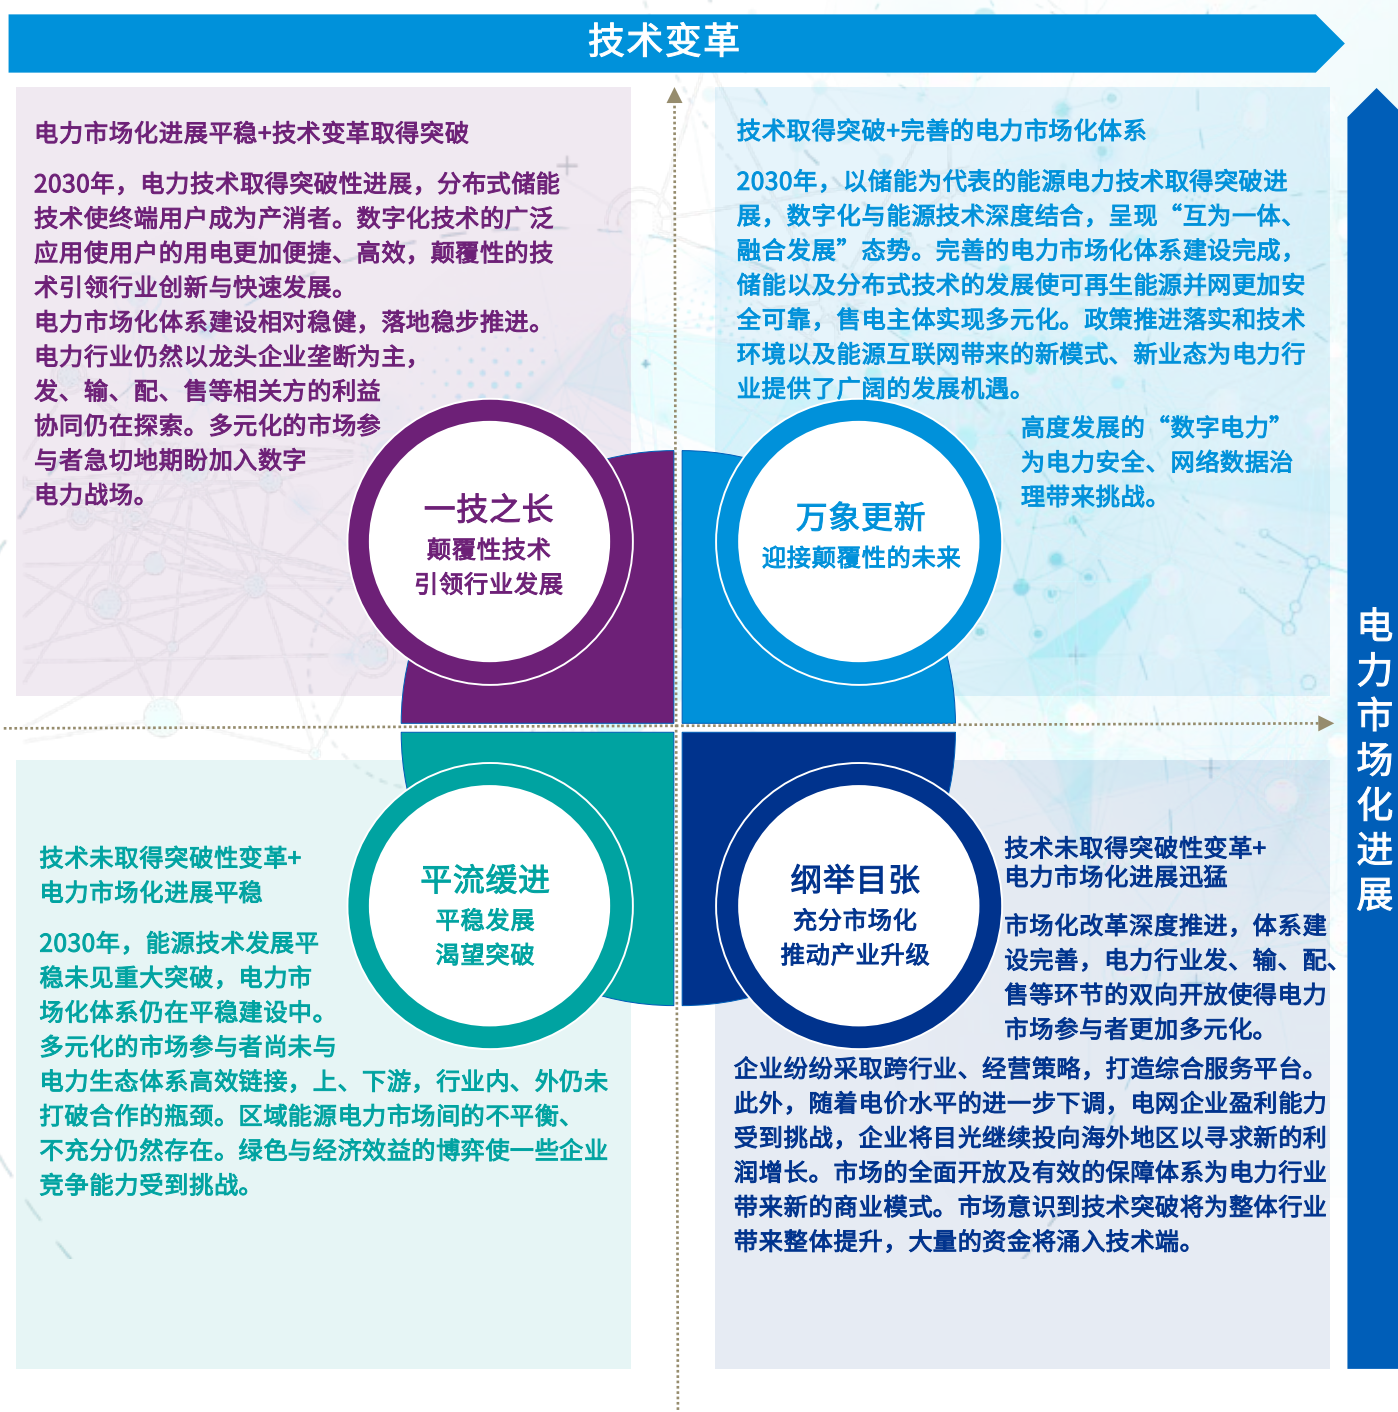 技术变革
电力市场化进展平稳+技术变革取得突破
2030年，电力技术取得突破性进展，分布式储能
技术使终端用户成为产消者。数字化技术的广泛
应用使用户的用电更加便捷、高效，颠覆性的技
术引领行业创新与快速发展。
电力市场化体系建设相对稳健，落地稳步推进。
电力行业仍然以龙头企业垄断为主，
发、输、配、售等相关方的利益
协同仍在探索。多元化的市场参
与者急切地期盼加入数字
电力战场。
一技之长
颠覆性技术
引领行业发展
技术取得突破+完善的电力市场化体系
2030年，以储能为代表的能源电力技术取得突破进
展，数字化与能源技术深度结合，呈现“互为一体、
融合发展”态势。完善的电力市场化体系建设完成，
储能以及分布式技术的发展使可再生能源并网更加安
全可靠，售电主体实现多元化。政策推进落实和技术
环境以及能源互联网带来的新模式、新业态为电力行
业提供了广阔的发展机遇。
高度发展的“数字电力”
为电力安全、网络数据治
理带来挑战。
万象更新
迎接颠覆性的未来
电力市场化进展
技术未取得突破性变革+
电力市场化进展平稳
2030年，能源技术发展平
稳未见重大突破，电力市
场化体系仍在平稳建设中。
多元化的市场参与者尚未与
电力生态体系高效链接，上、下游，行业内、外仍未
打破合作的瓶颈。区域能源电力市场间的不平衡、
不充分仍然存在。绿色与经济效益的博弈使一些企业
竞争能力受到挑战。
平流缓进
平稳发展
渴望突破
纲举目张
充分市场化
推动产业升级
技术未取得突破性变革+
电力市场化进展迅猛
市场化改革深度推进，体系建
设完善，电力行业发、输、配、
售等环节的双向开放使得电力
市场参与者更加多元化。
企业纷纷采取跨行业、经营策略，打造综合服务平台。
此外，随着电价水平的进一步下调，电网企业盈利能力
受到挑战，企业将目光继续投向海外地区以寻求新的利
润增长。市场的全面开放及有效的保障体系为电力行业
带来新的商业模式。市场意识到技术突破将为整体行业
带来整体提升，大量的资金将涌入技术端。